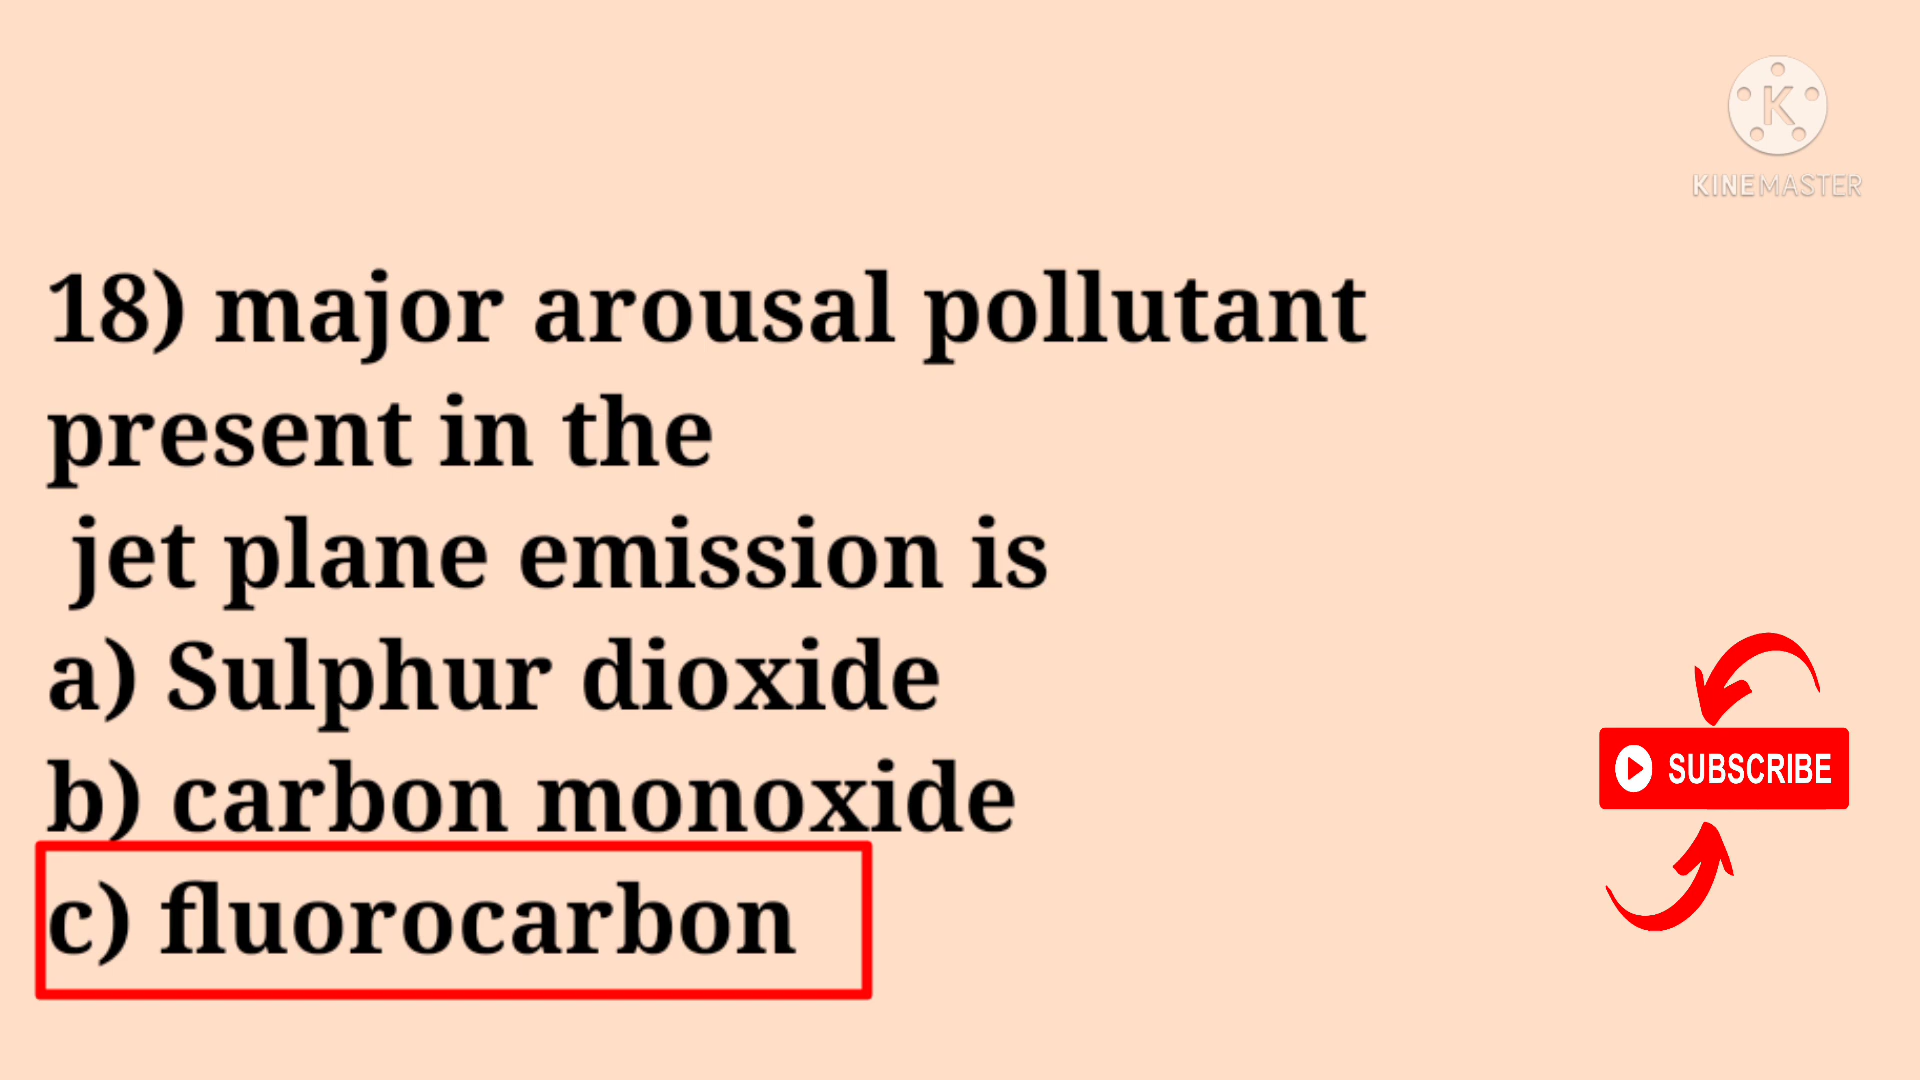 KINEMASTER
18) major arousal pollutant
present in the
jet plane emission is
a) Sulphur dioxide
b) carbon monoxide
c) fluorocarbon
SUBSCRIBE